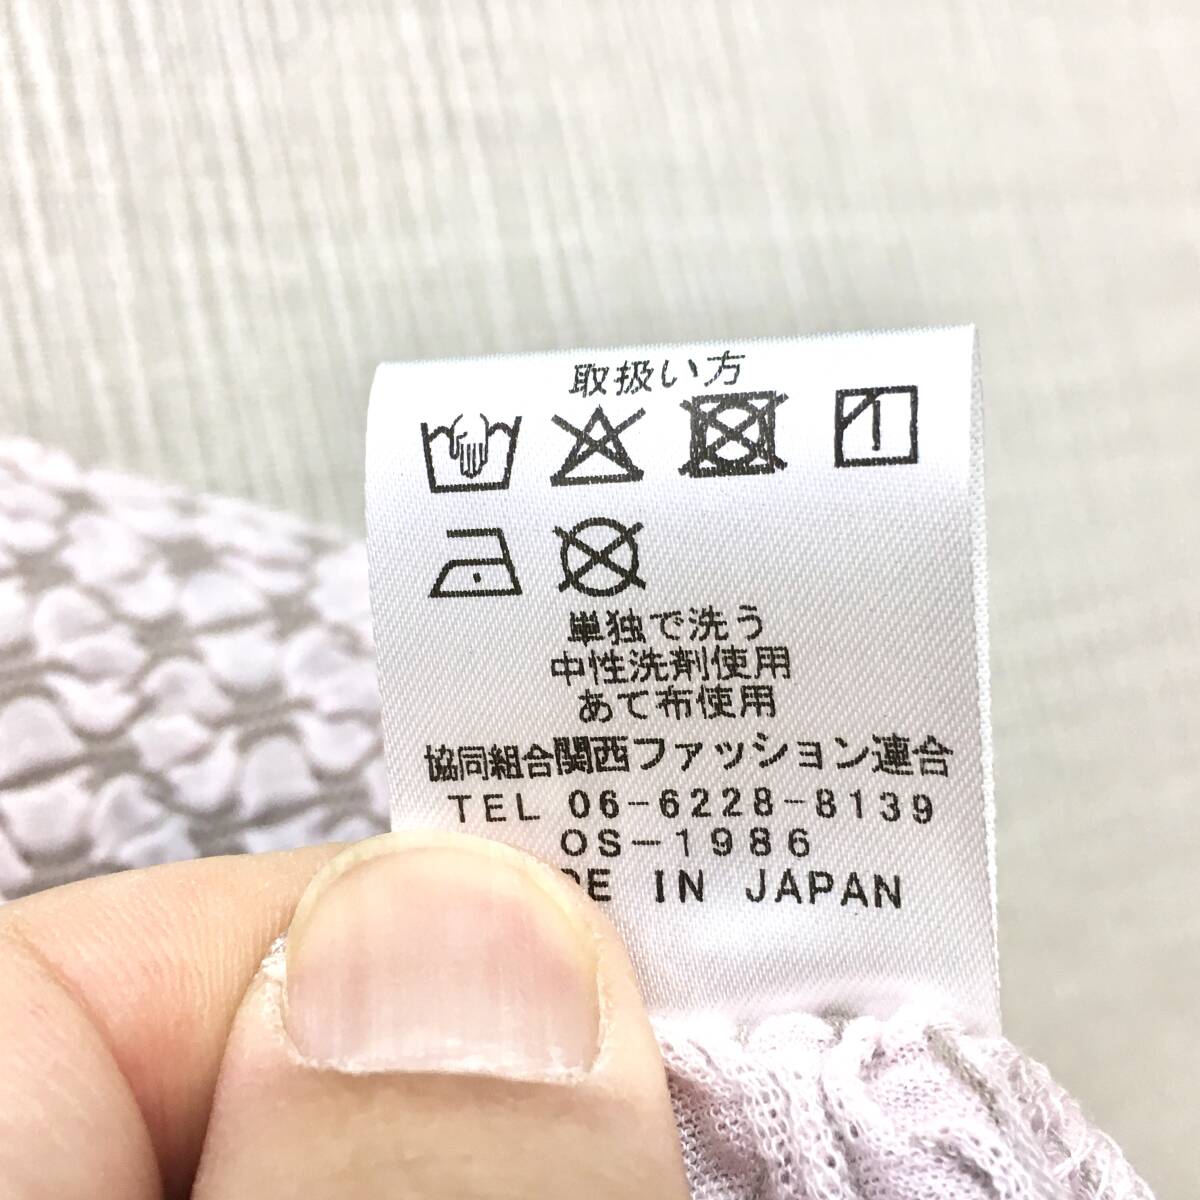 取扱い方
単独で洗う
中性洗剤使用
あて布使用
協同組合関西ファッション連合
TEL 06-6228-8139
OS-1986
DE IN JAPAN